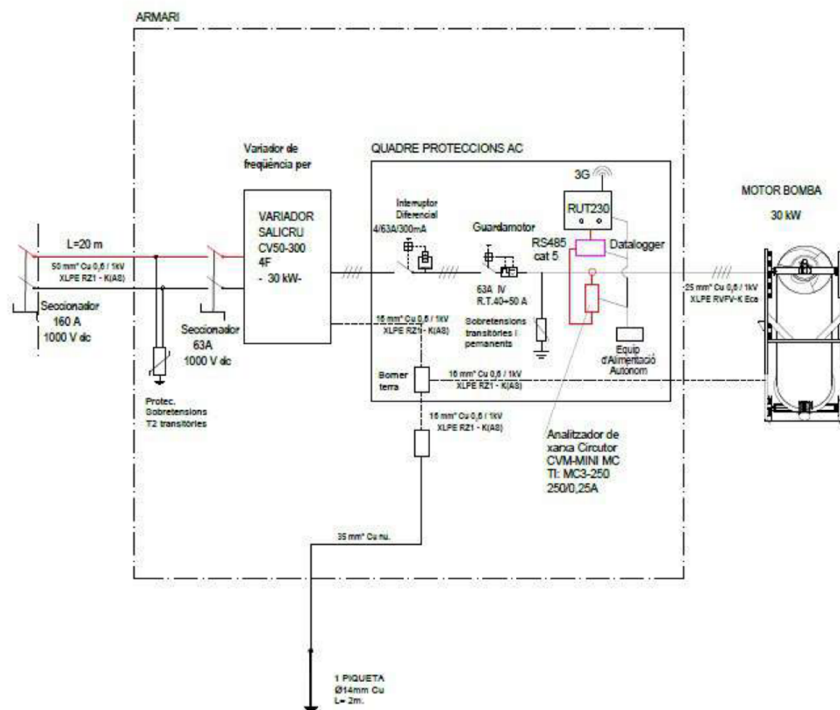 ARMARI
Variador de
freqüència per
VARIADOR
SALICRU
CV50-300
4F
- 30 kW-
QUADRE PROTECCIONS AC
3G
RUT230
Interruptor
Diferencial
4/63A/300mA
Guardamotor
RS485
cat 5
Datalogger
MOTOR BOMBA
30 kW
L=20 m
50 mm² Cu 0,6 / 1kV
XLPE RZ1 - K(AS)
Seccionador
160 A
1000 V dc
Seccionador
63A
1000 V dc
63A IV
R.T.40÷50 A
Sobretensions
transitòries i
permanents
25 mm² Cu 0,6 / 1kV
XLPE RVFV-K Eca
16 mm² Cu 0,6 / 1kV
XLPE RZ1 - K(AS)
Equip
d'Alimentació
Autonom
Borner
terra
16 mm² Cu 0,6 / 1kV
XLPE RZ1 - K(AS)
Protec.
Sobretensions
T2 transitòries
16 mm² Cu 0,6 / 1kV
XLPE RZ1 - K(AS)
Analitzador de
xarxa Circutor
CVM-MINI MC
TI: MC3-250
250/0,25A
35 mm² Cu nu.
1 PIQUETA
Ø14mm Cu
L= 2m.